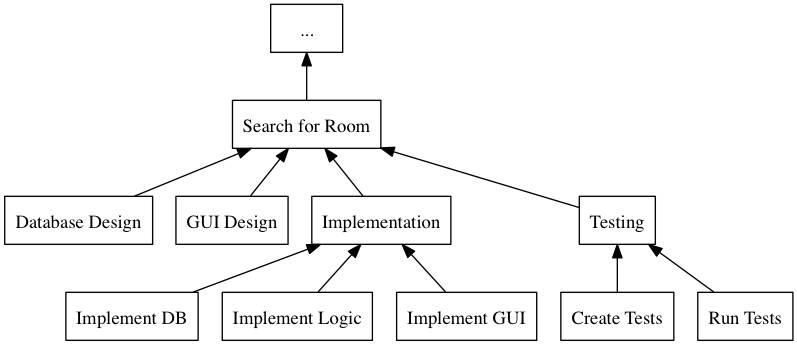 ...
Search for Room
Database Design
GUI Design
Implementation
Testing
Implement DB
Implement Logic
Implement GUI
Create Tests
Run Tests